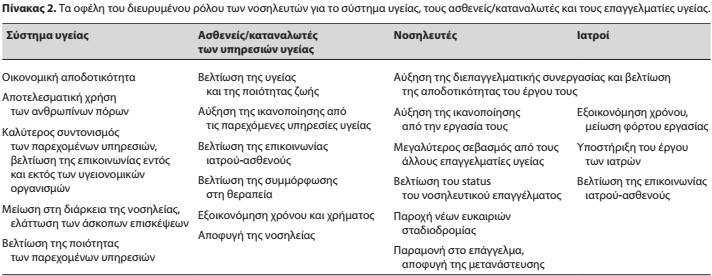 Πίνακας 2. Τα οφέλη του διευρυμένου ρόλου των νοσηλευτών για το σύστημα υγείας, τους ασθενείς/καταναλωτές και τους επαγγελματίες υγείας.
Σύστημα υγείας
Ασθενείς/καταναλωτές
των υπηρεσιών υγείας
Νοσηλευτές
Ιατροί
Οικονομική αποδοτικότητα
Αποτελεσματική χρήση
των ανθρωπίνων πόρων
Καλύτερος συντονισμός
των παρεχομένων υπηρεσιών,
βελτίωση της επικοινωνίας εντός
και εκτός των υγειονομικών
οργανισμών
Μείωση στη διάρκεια της νοσηλείας,
ελάττωση των άσκοπων επισκέψεων
Βελτίωση της ποιότητας
των παρεχομένων υπηρεσιών
Βελτίωση της υγείας
και της ποιότητας ζωής
Αύξηση της ικανοποίησης από
τις παρεχόμενες υπηρεσίες υγείας
Βελτίωση της επικοινωνίας
ιατρού-ασθενούς
Βελτίωση της συμμόρφωσης
στη θεραπεία
Εξοικονόμηση χρόνου και χρήματος
Αποφυγή της νοσηλείας
Αύξηση της διεπαγγελματικής συνεργασίας και βελτίωση
της αποδοτικότητας του έργου τους
Αύξηση της ικανοποίησης
από την εργασία τους
Μεγαλύτερος σεβασμός από τους
άλλους επαγγελματίες υγείας
Βελτίωση του status
του νοσηλευτικού επαγγέλματος
Παροχή νέων ευκαιριών
σταδιοδρομίας
Παραμονή στο επάγγελμα,
αποφυγή της μετανάστευσης
Εξοικονόμηση χρόνου,
μείωση φόρτου εργασίας
Υποστήριξη του έργου
των ιατρών
Βελτίωση της επικοινωνίας
ιατρού-ασθενούς